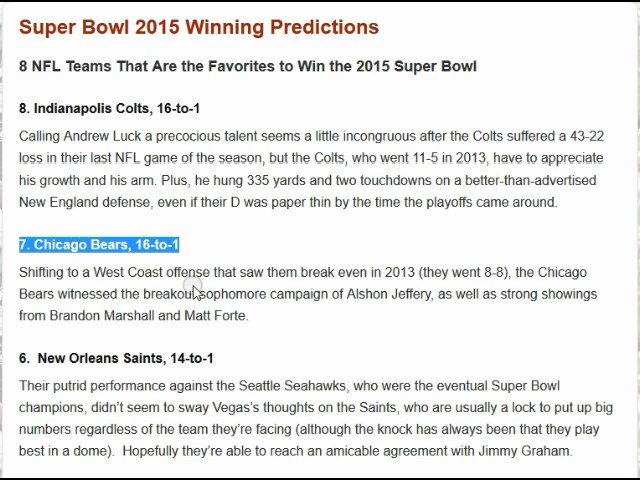 Super Bowl 2015 Winning Predictions
8 NFL Teams That Are the Favorites to Win the 2015 Super Bowl
8. Indianapolis Colts, 16-to-1
Calling Andrew Luck a precocious talent seems a little incongruous after the Colts suffered a 43-22
loss in their last NFL game of the season, but the Colts, who went 11-5 in 2013, have to appreciate
his growth and his arm. Plus, he hung 335 yards and two touchdowns on a better-than-advertised
New England defense, even if their D was paper thin by the time the playoffs came around.
7. Chicago Bears, 16-to-1
Shifting to a West Coast offense that saw them break even in 2013 (they went 8-8), the Chicago
Bears witnessed the breakout sophomore campaign of Alshon Jeffery, as well as strong showings
from Brandon Marshall and Matt Forte.
6. New Orleans Saints, 14-to-1
Their putrid performance against the Seattle Seahawks, who were the eventual Super Bowl
champions, didn't seem to sway Vegas's thoughts on the Saints, who are usually a lock to put up big
numbers regardless of the team they're facing (although the knock has always been that they play
best in a dome). Hopefully they're able to reach an amicable agreement with Jimmy Graham.